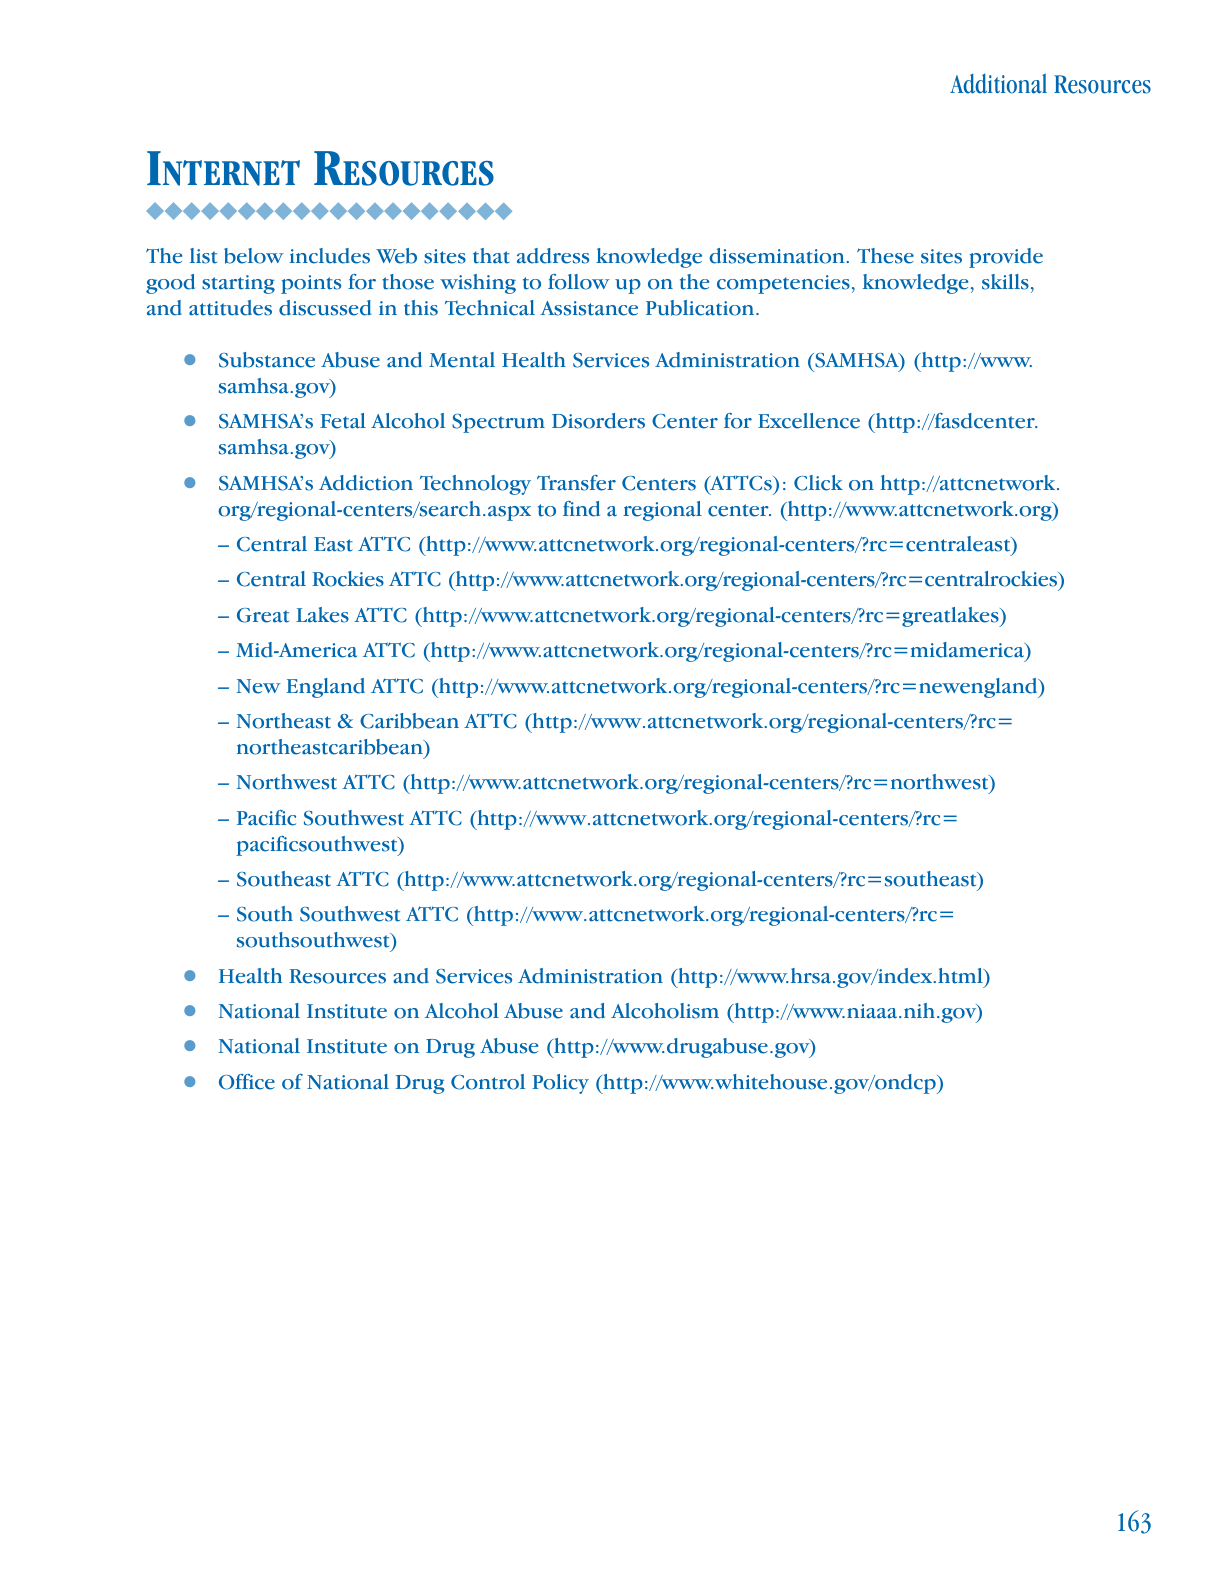 Additional Resources
Internet Resources
The list below includes Web sites that address knowledge dissemination. These sites provide
good starting points for those wishing to follow up on the competencies, knowledge, skills,
and attitudes discussed in this Technical Assistance Publication.
● Substance Abuse and Mental Health Services Administration (SAMHSA) (http://www.
samhsa.gov)
● SAMHSA’s Fetal Alcohol Spectrum Disorders Center for Excellence (http://fasdcenter.
samhsa.gov)
● SAMHSA’s Addiction Technology Transfer Centers (ATTCs): Click on http://attcnetwork.
org/regional-centers/search.aspx to find a regional center. (http://www.attcnetwork.org)
– Central East ATTC (http://www.attcnetwork.org/regional-centers/?rc=centraleast)
– Central Rockies ATTC (http://www.attcnetwork.org/regional-centers/?rc=centralrockies)
– Great Lakes ATTC (http://www.attcnetwork.org/regional-centers/?rc=greatlakes)
– Mid-America ATTC (http://www.attcnetwork.org/regional-centers/?rc=midamerica)
– New England ATTC (http://www.attcnetwork.org/regional-centers/?rc=newengland)
– Northeast & Caribbean ATTC (http://www.attcnetwork.org/regional-centers/?rc=
northeastcaribbean)
– Northwest ATTC (http://www.attcnetwork.org/regional-centers/?rc=northwest)
– Pacific Southwest ATTC (http://www.attcnetwork.org/regional-centers/?rc=
pacificsouthwest)
– Southeast ATTC (http://www.attcnetwork.org/regional-centers/?rc=southeast)
– South Southwest ATTC (http://www.attcnetwork.org/regional-centers/?rc=
southsouthwest)
● Health Resources and Services Administration (http://www.hrsa.gov/index.html)
● National Institute on Alcohol Abuse and Alcoholism (http://www.niaaa.nih.gov)
● National Institute on Drug Abuse (http://www.drugabuse.gov)
● Office of National Drug Control Policy (http://www.whitehouse.gov/ondcp)
163